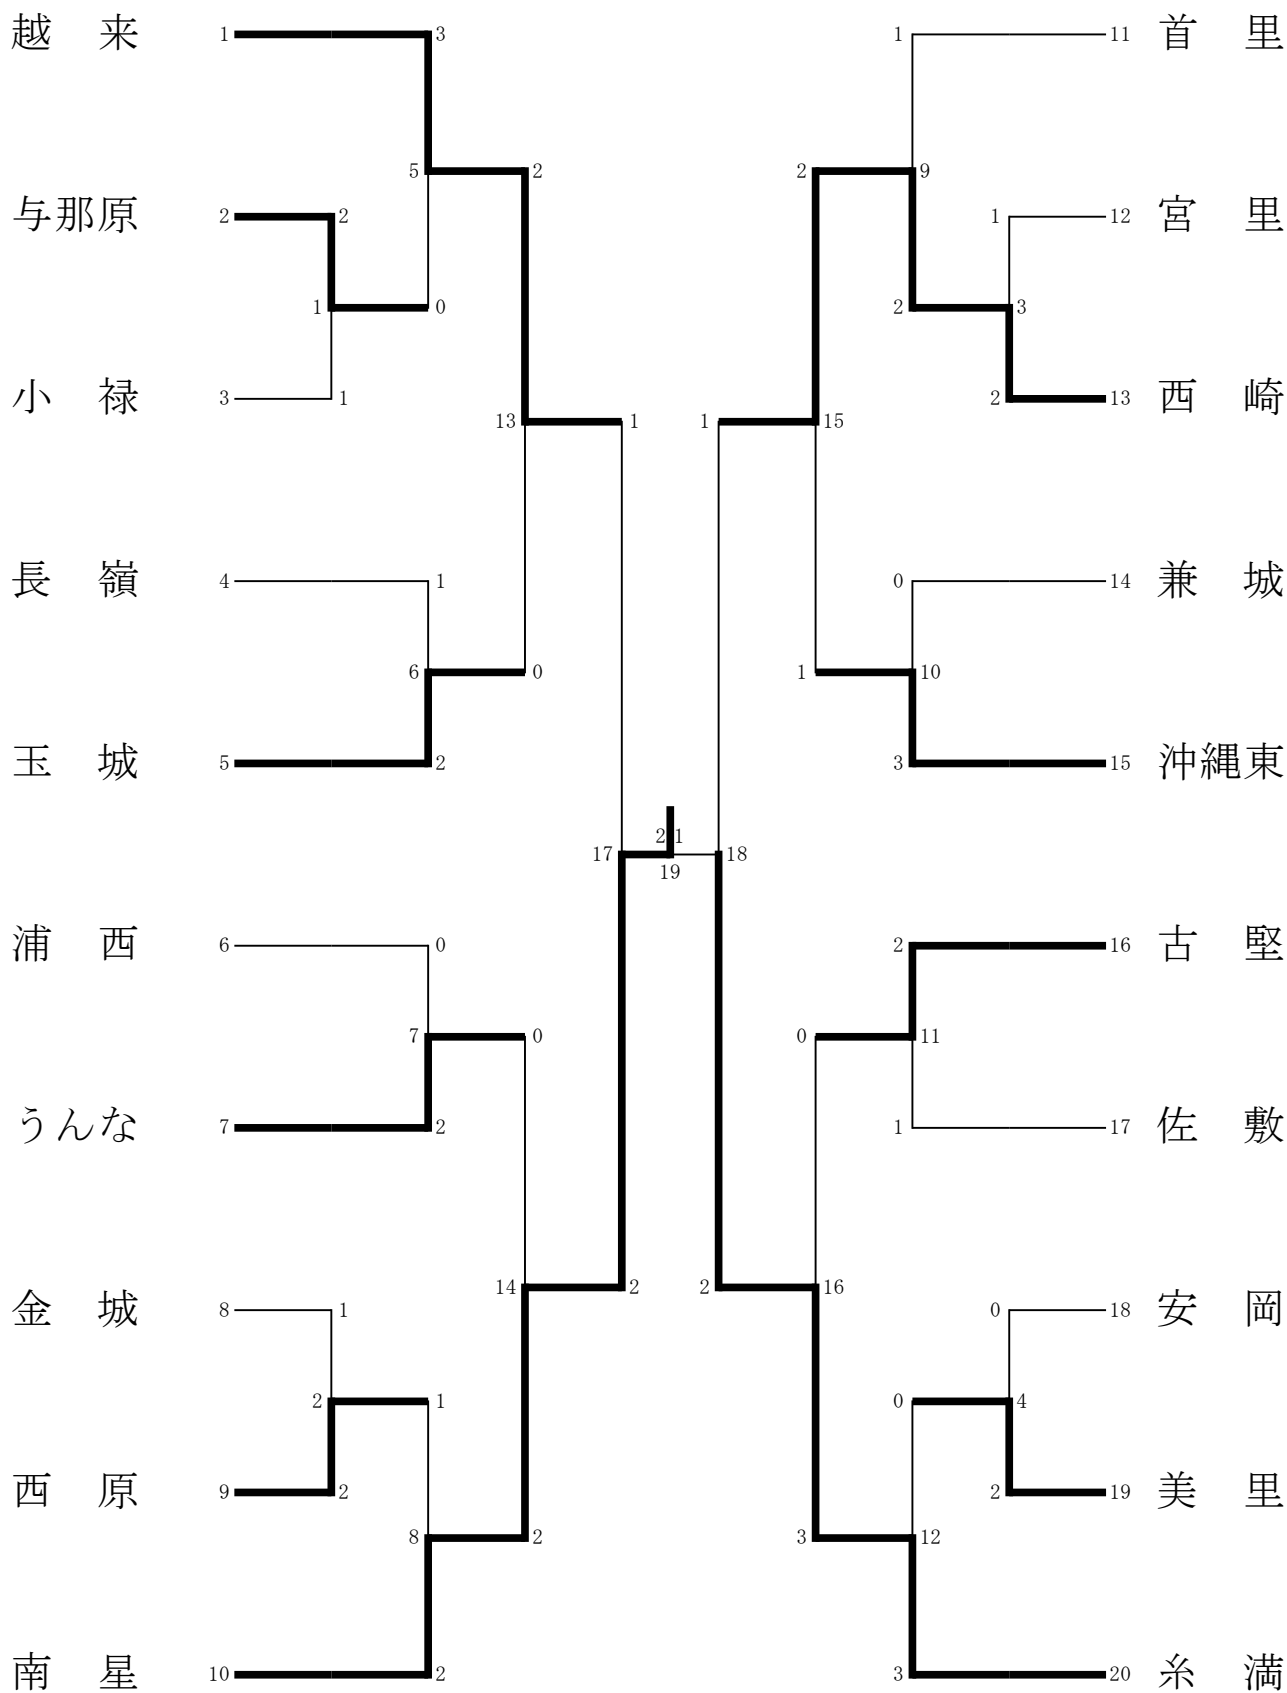 越 来 1 3 1 11 首 里
5 2 2 9
与那原 2 2 1 12 宮 里
1 0 2 3
小 禄 3 1 2 13 西 崎
13 1 1 15
長 嶺 4 1 0 14 兼 城
6 0 1 10
玉 城 5 2 3 15 沖縄東
2 1
17 18
19
浦 西 6 0 2 16 古 堅
7 0 0 11
うんな 7 2 1 17 佐 敷
14 2 2 16
金 城 8 1 0 18 安 岡
2 1 0 4
西 原 9 2 2 19 美 里
8 2 3 12
南 星 10 2 3 20 糸 満